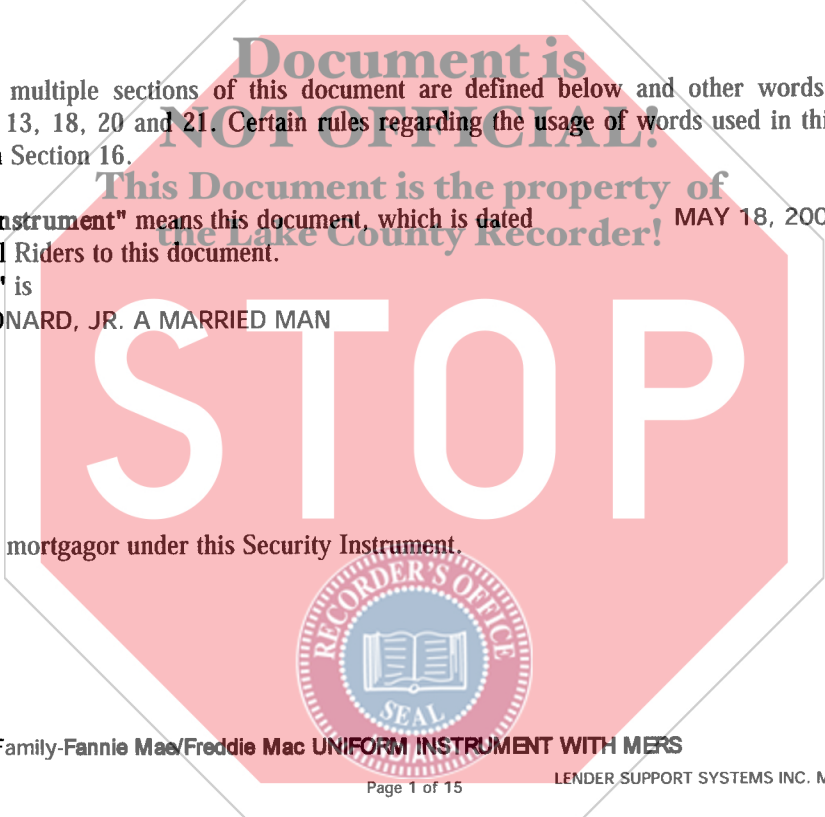 Document is
multiple sections of this document are defined below and other words
13, 18, 20 and 21. Certain rules regarding the usage of words used in thi
NOT OFFICIAL!
Section 16.
This Document is the property of
nstrument" means this document, which is dated MAY 18, 200
the Lake County Recorder!
l Riders to this document.
" is
ONARD, JR. A MARRIED MAN
STOP
mortgagor under this Security Instrument.
RECORDER'S OFFICE
SEAL
Family-Fannie Mae/Freddie Mac UNIFORM INSTRUMENT WITH MERS
Page 1 of 15
LENDER SUPPORT SYSTEMS INC. M